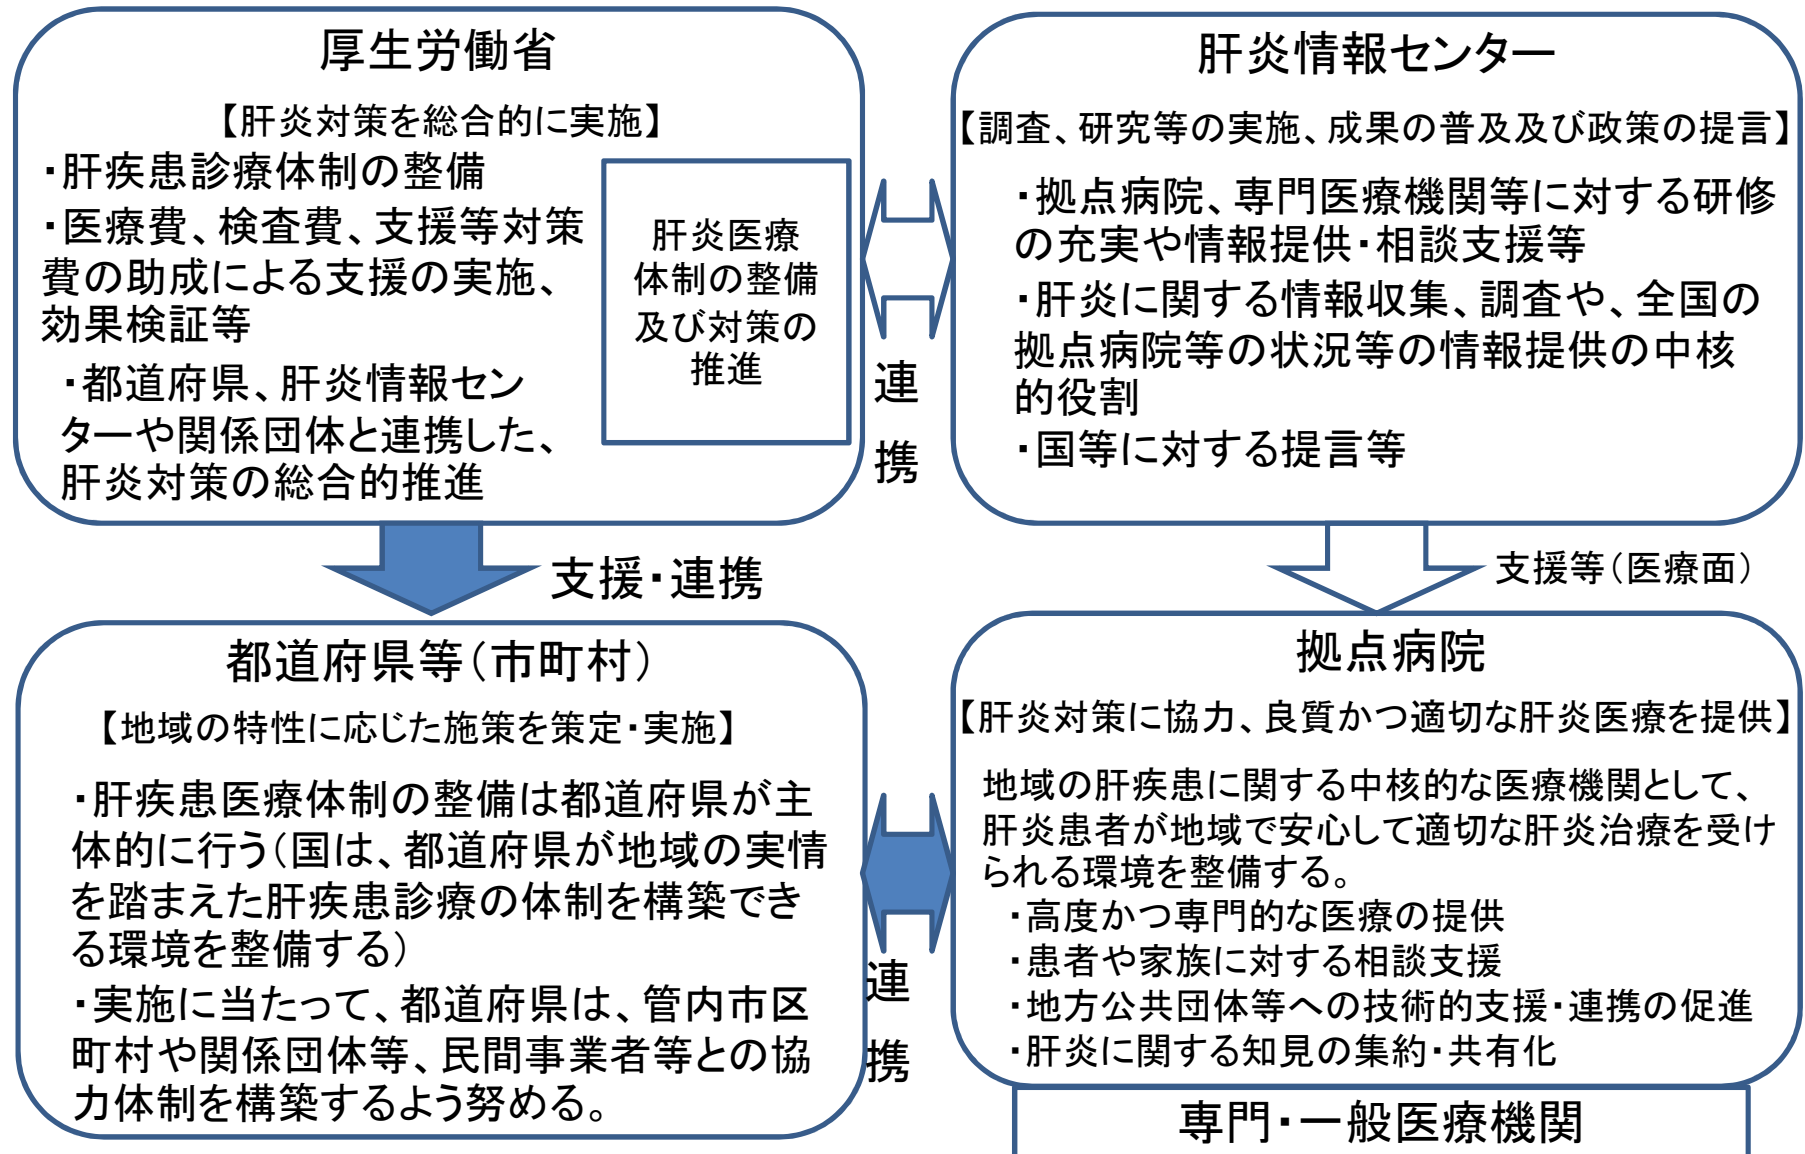 厚生労働省
【肝炎対策を総合的に実施】
・肝疾患診療体制の整備
・医療費、検査費、支援等対策
費の助成による支援の実施、
効果検証等
・都道府県、肝炎情報セン
ターや関係団体と連携した、
肝炎対策の総合的推進
肝炎医療
体制の整備
及び対策の
推進
連
携
肝炎情報センター
【調査、研究等の実施、成果の普及及び政策の提言】
・拠点病院、専門医療機関等に対する研修
の充実や情報提供・相談支援等
・肝炎に関する情報収集、調査や、全国の
拠点病院等の状況等の情報提供の中核
的役割
・国等に対する提言等
支援・連携
支援等（医療面）
都道府県等（市町村）
【地域の特性に応じた施策を策定・実施】
・肝疾患医療体制の整備は都道府県が主
体的に行う（国は、都道府県が地域の実情
を踏まえた肝疾患診療の体制を構築でき
る環境を整備する）
・実施に当たって、都道府県は、管内市区
町村や関係団体等、民間事業者等との協
力体制を構築するよう努める。
連
携
拠点病院
【肝炎対策に協力、良質かつ適切な肝炎医療を提供】
地域の肝疾患に関する中核的な医療機関として、
肝炎患者が地域で安心して適切な肝炎治療を受け
られる環境を整備する。
・高度かつ専門的な医療の提供
・患者や家族に対する相談支援
・地方公共団体等への技術的支援・連携の促進
・肝炎に関する知見の集約・共有化
専門・一般医療機関